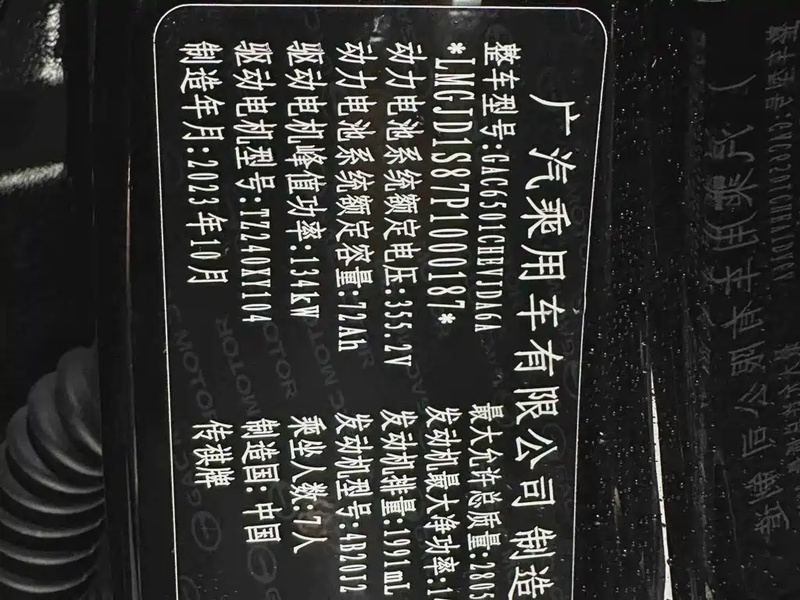 广汽乘用车有限公司 制造
整车型号:GAC6501CHEVJDA6A
最大允许总质量:2805
*LMGJD1S87P1000187*
发动机最大净功率:1
动力电池系统额定电压:355.2V
发动机排量:1991mL
动力电池系统额定容量:72Ah
发动机型号:4B20J2
驱动电机峰值功率:134kW
乘坐人数:7人
驱动电机型号:TZ240XY104
制造国:中国
制造年月:2023年10月
传祺牌